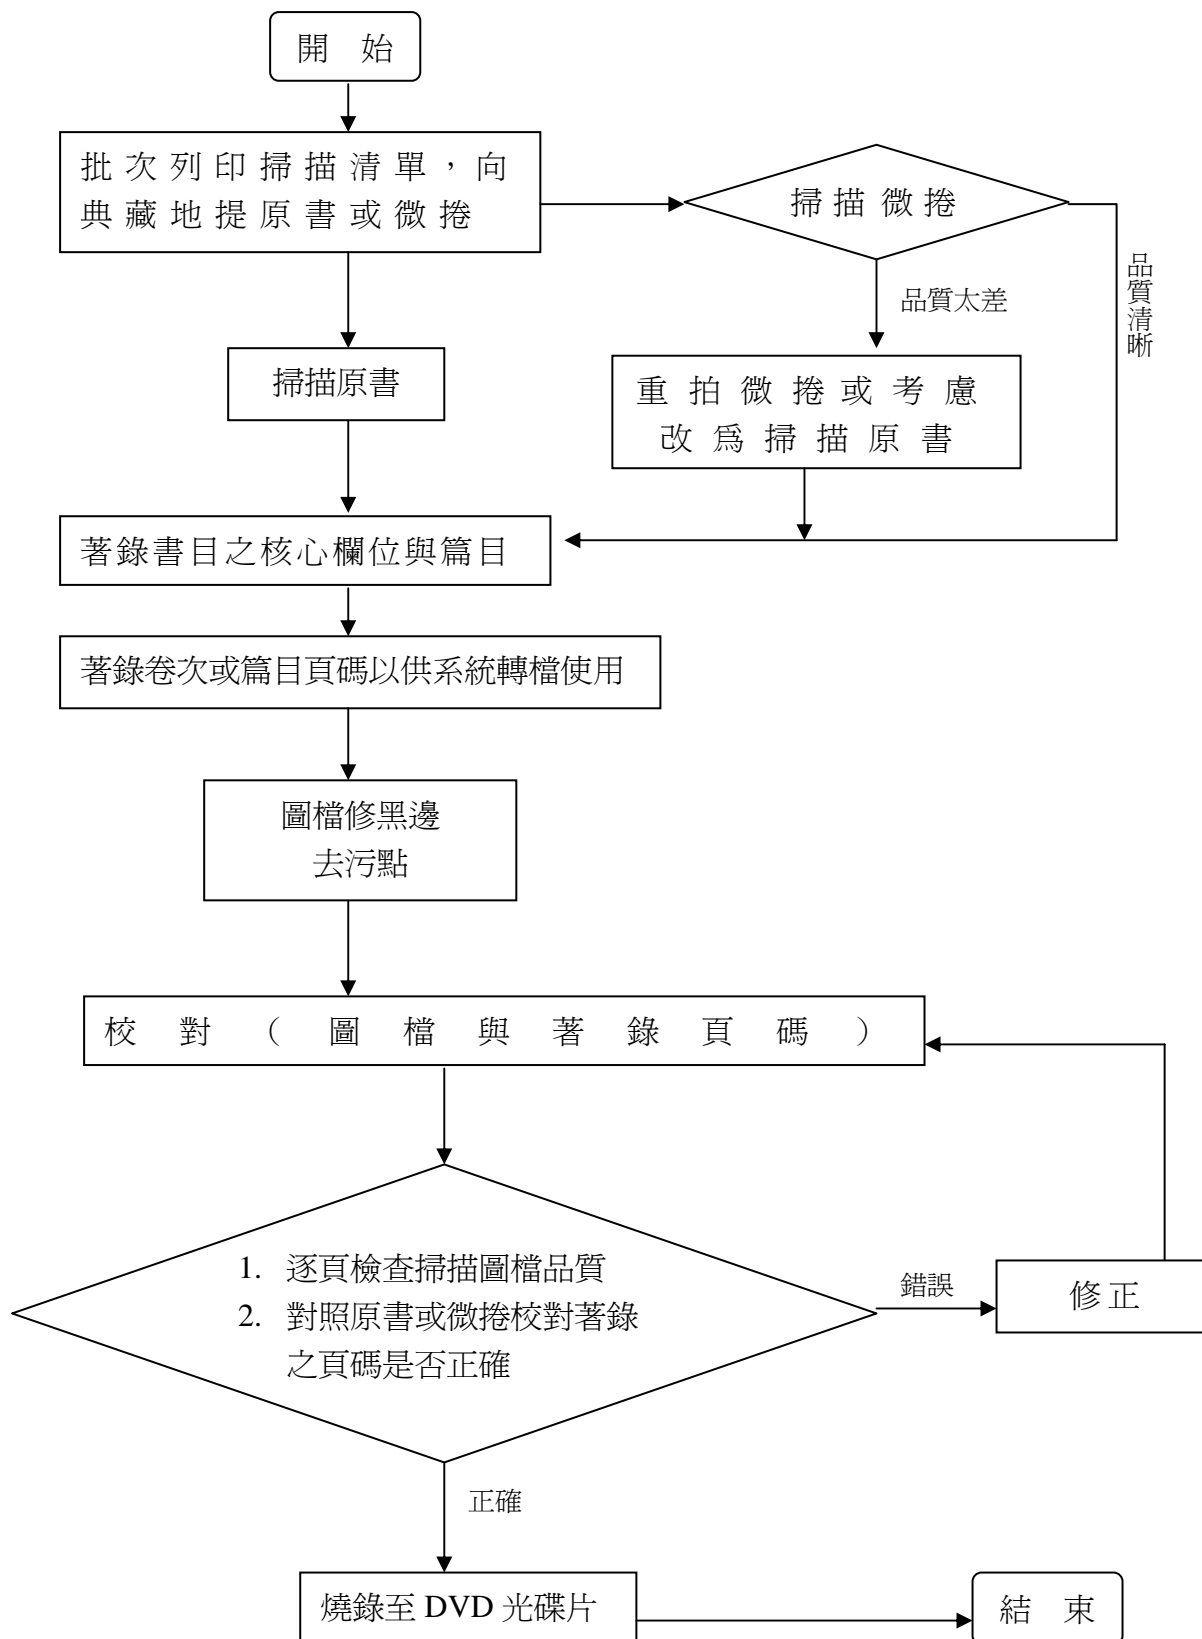 開 始
批次列印掃描清單，向
典藏地提原書或微捲
掃描微捲
品質清晰
品質太差
掃描原書
重拍微捲或考慮
改為掃描原書
著錄書目之核心欄位與篇目
著錄卷次或篇目頁碼以供系統轉檔使用
圖檔修黑邊
去污點
校對（圖檔與著錄頁碼）
1. 逐頁檢查掃描圖檔品質
2. 對照原書或微捲校對著錄
之頁碼是否正確
錯誤
修正
正確
燒錄至 DVD 光碟片
結 束